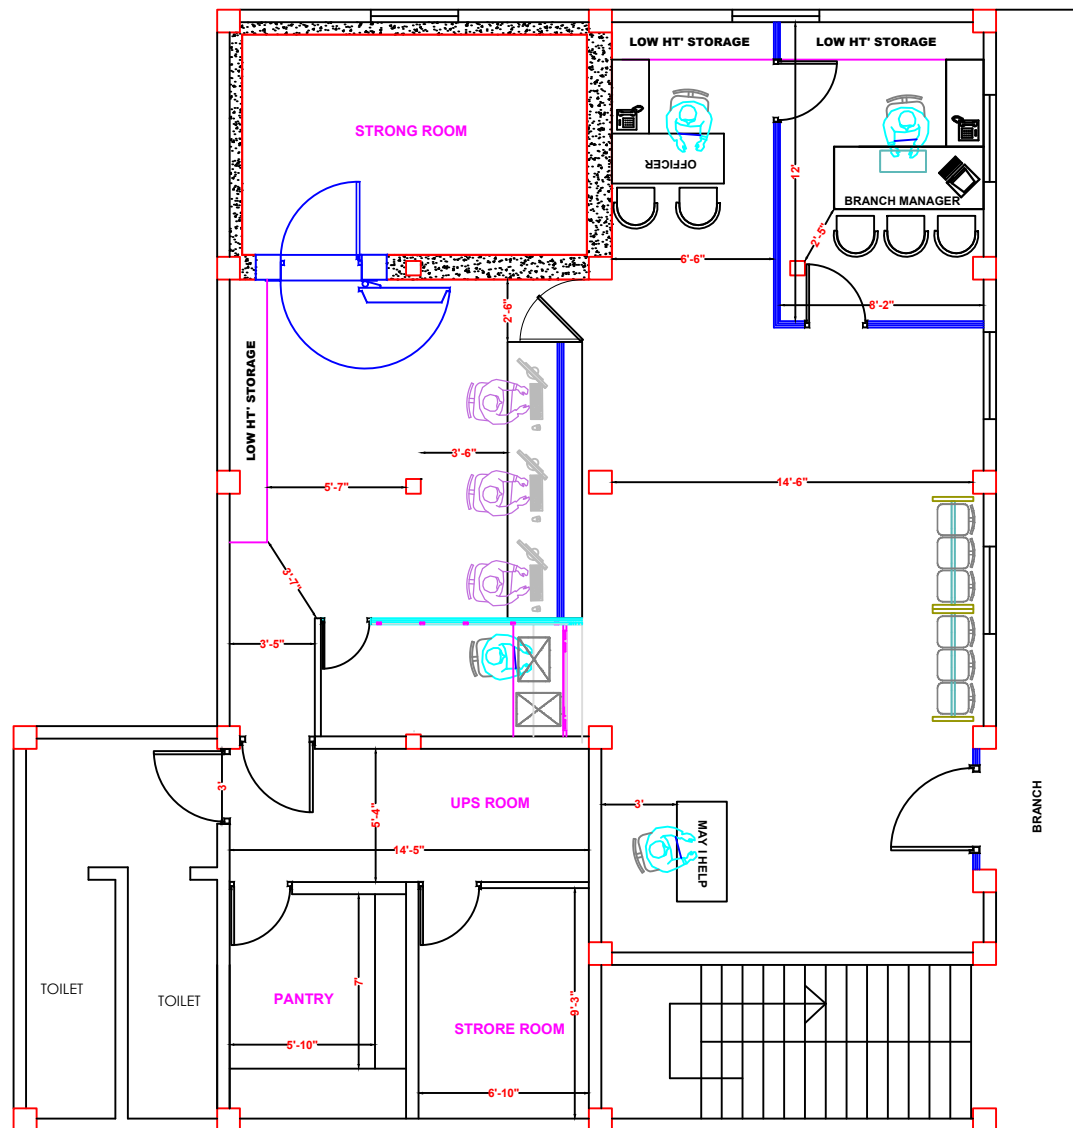 LOW HT' STORAGE
LOW HT' STORAGE
STRONG ROOM
OFFICER
12'
BRANCH MANAGER
2'-5"
6'-6"
8'-2"
2'-6"
LOW HT' STORAGE
3'-6"
5'-7"
14'-6"
3'-7"
3'-5"
3'
UPS ROOM
5'-4"
3'
MAY I HELP
BRANCH
14'-5"
TOILET
TOILET
PANTRY
7'
STRORE ROOM
9'-3"
5'-10"
6'-10"